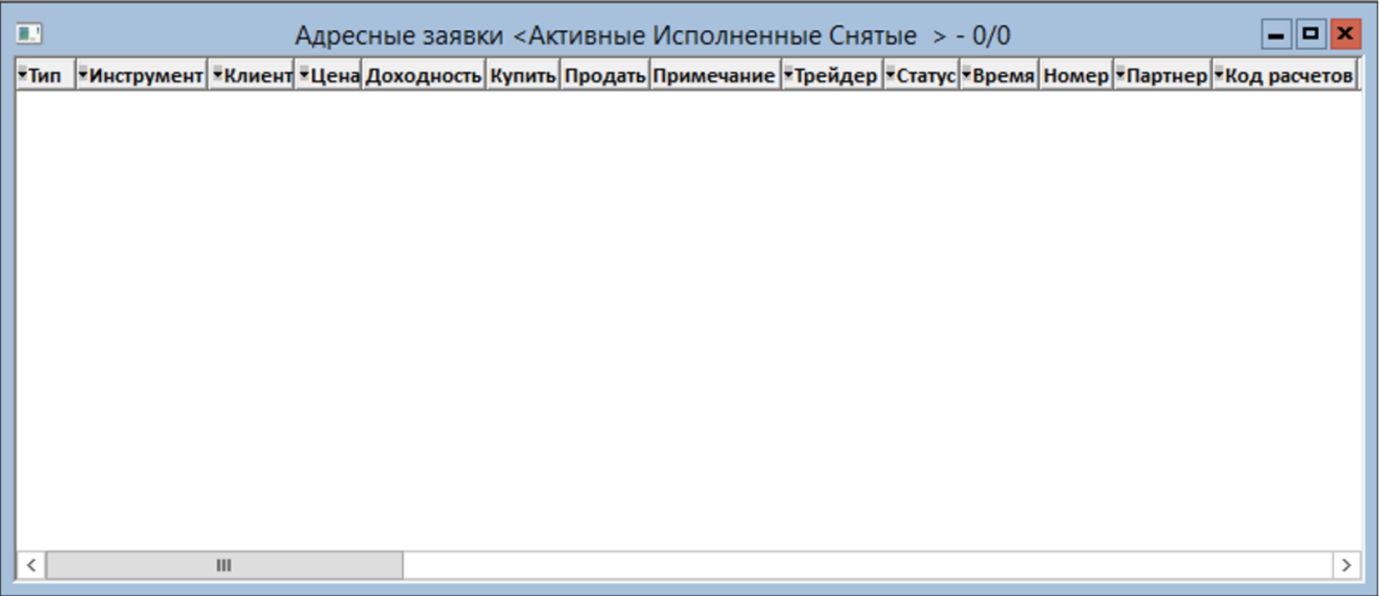 Адресные заявки <Активные Исполненные Снятые > - 0/0
Тип Инструмент Клиент Цена Доходность Купить Продать Примечание Трейдер Статус Время Номер Партнер Код расчетов